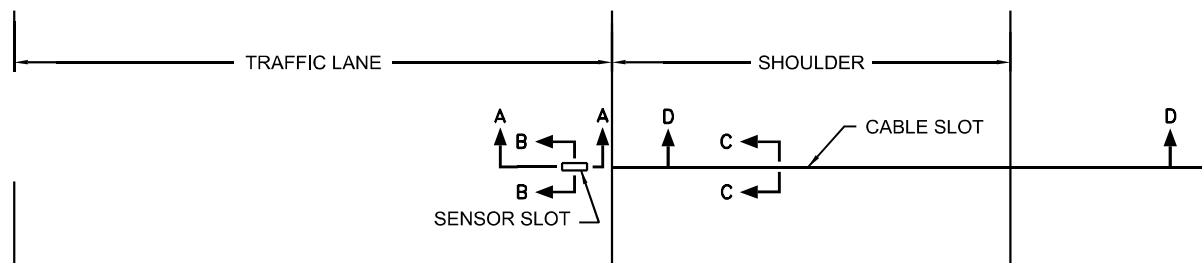 TRAFFIC LANE
SHOULDER
A
A
D
D
B
C
CABLE SLOT
B
C
SENSOR SLOT